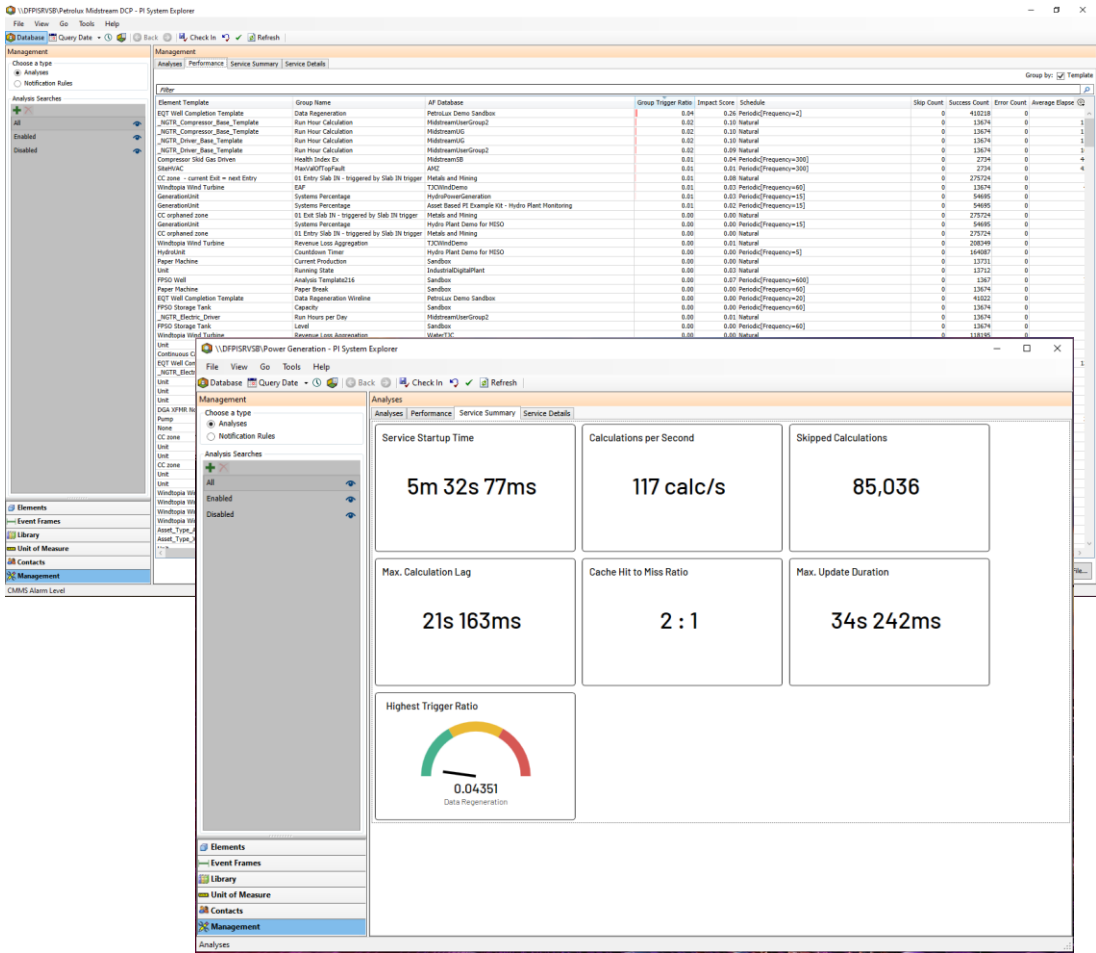 \\DFPISRVSB\Petrolux Midstream DCP - PI System Explorer
File View Go Tools Help
Database Query Date Back Check In Refresh
Management
Choose a type
Analyses
Notification Rules
Analysis Searches
All
Enabled
Disabled
Elements
Event Frames
Library
Unit of Measure
Contacts
Management
CMMS Alarm Level
Management
Analyses Performance Service Summary Service Details
Group by: Template
Filter
Element Template Group Name AF Database Group Trigger Ratio Impact Score Schedule Skip Count Success Count Error Count Average Elapse
EQT Well Completion Template Data Regeneration PetroLux Demo Sandbox 0.04 0.26 Periodic[Frequency=2] 0 410218 0
_NGTR_Compressor_Base_Template Run Hour Calculation MidstreamUserGroup2 0.02 0.10 Natural 0 13674 0 1
_NGTR_Compressor_Base_Template Run Hour Calculation MidstreamUG 0.02 0.10 Natural 0 13674 0 1
_NGTR_Driver_Base_Template Run Hour Calculation MidstreamUG 0.02 0.10 Natural 0 13674 0 1
_NGTR_Driver_Base_Template Run Hour Calculation MidstreamUserGroup2 0.02 0.09 Natural 0 13674 0 1
Compressor Skid Gas Driven Health Index Ex MidstreamSB 0.01 0.04 Periodic[Frequency=300] 0 2734 0 4
SiteHVAC MaxValOfTopFault AMZ 0.01 0.01 Periodic[Frequency=300] 0 2734 0 4
CC zone - current Exit = next Entry 01 Entry Slab IN - triggered by Slab IN trigger Metals and Mining 0.01 0.08 Natural 0 275724 0
Windtopia Wind Turbine EAF TJCWindDemo 0.01 0.03 Periodic[Frequency=60] 0 13674 0
GenerationUnit Systems Percentage HydroPowerGeneration 0.01 0.03 Periodic[Frequency=15] 0 54695 0
GenerationUnit Systems Percentage Asset Based PI Example Kit - Hydro Plant Monitoring 0.01 0.02 Periodic[Frequency=15] 0 54695 0
CC orphaned zone 01 Exit Slab IN - triggered by Slab IN trigger Metals and Mining 0.00 0.00 Natural 0 275724 0
GenerationUnit Systems Percentage Hydro Plant Demo for MISO 0.00 0.00 Periodic[Frequency=15] 0 54695 0
CC orphaned zone 01 Entry Slab IN - triggered by Slab IN trigger Metals and Mining 0.00 0.00 Natural 0 275724 0
Windtopia Wind Turbine Revenue Loss Aggregation TJCWindDemo 0.00 0.01 Natural 0 208349 0
HydroUnit Countdown Timer Hydro Plant Demo for MISO 0.00 0.00 Periodic[Frequency=5] 0 164087 0
Paper Machine Current Production Sandbox 0.00 0.00 Natural 0 13731 0
Unit Running State IndustrialDigitalPlant 0.00 0.03 Natural 0 13712 0
FPSO Well Analysis Template216 Sandbox 0.00 0.07 Periodic[Frequency=600] 0 1367 0
Paper Machine Paper Break Sandbox 0.00 0.00 Periodic[Frequency=60] 0 13674 0
EQT Well Completion Template Data Regeneration Wireline PetroLux Demo Sandbox 0.00 0.00 Periodic[Frequency=20] 0 41022 0
FPSO Storage Tank Capacity Sandbox 0.00 0.00 Periodic[Frequency=60] 0 13674 0
_NGTR_Electric_Driver Run Hours per Day MidstreamUserGroup2 0.00 0.01 Natural 0 13674 0
FPSO Storage Tank Level Sandbox 0.00 0.00 Periodic[Frequency=60] 0 13674 0
Windtopia Wind Turbine Revenue Loss Aggregation WaterTJC 0.00 0.00 Natural 0 118195 0
Unit
Continuous C
EQT Well Com
_NGTR_Elect
Unit
Unit
Unit
DGA XFMR N
Pump
None
CC zone
Unit
Unit
CC zone
Unit
Unit
Windtopia Wi
Windtopia Wi
Windtopia Wi
Windtopia Wi
Asset_Type_A
Asset_Type_X
File...
\\DFPISRVSB\Power Generation - PI System Explorer
File View Go Tools Help
Database Query Date Back Check In Refresh
Management
Choose a type
Analyses
Notification Rules
Analysis Searches
All
Enabled
Disabled
Elements
Event Frames
Library
Unit of Measure
Contacts
Management
Analyses
Analyses
Analyses Performance Service Summary Service Details
Service Startup Time
5m 32s 77ms
Calculations per Second
117 calc/s
Skipped Calculations
85,036
Max. Calculation Lag
21s 163ms
Cache Hit to Miss Ratio
2 : 1
Max. Update Duration
34s 242ms
Highest Trigger Ratio
0.04351
Data Regeneration